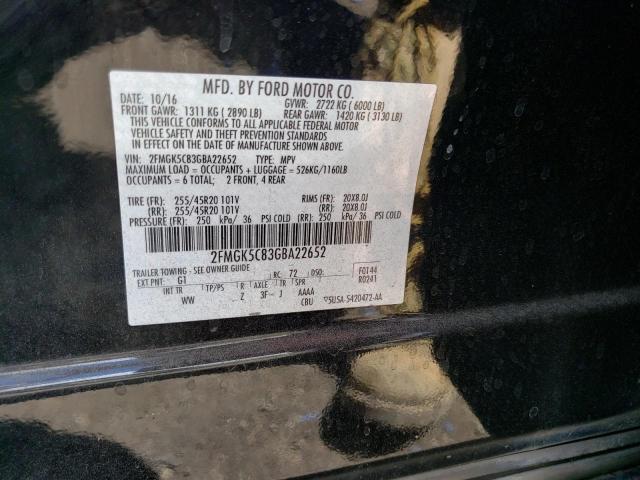 MFD. BY FORD MOTOR CO.
DATE: 10/16 GVWR: 2722 KG ( 6000 LB)
FRONT GAWR: 1311 KG ( 2890 LB) REAR GAWR: 1420 KG ( 3130 LB)
THIS VEHICLE CONFORMS TO ALL APPLICABLE FEDERAL MOTOR
VEHICLE SAFETY AND THEFT PREVENTION STANDARDS
IN EFFECT ON THE DATE OF MANUFACTURE SHOWN ABOVE.
VIN: 2FMGK5C83GBA22652 TYPE: MPV
MAXIMUM LOAD = OCCUPANTS + LUGGAGE = 526KG/1160LB
OCCUPANTS = 6 TOTAL; 2 FRONT, 4 REAR
TIRE (FR): 255/45R20 101V RIMS (FR): 20X8.0J
(RR): 255/45R20 101V (RR): 20X8.0J
PRESSURE (FR): 250 kPa/ 36 PSI COLD (RR): 250 kPa/ 36 PSI COLD
2FMGK5C83GBA22652
TRAILER TOWING - SEE OWNER GUIDE
EXT PNT: G1 RC: 72 DSO: F0144
R0241
INT TR TP/PS R AXLE TR SPR
WW Z 3F J AAAA
CBU 5USA-5420472-AA